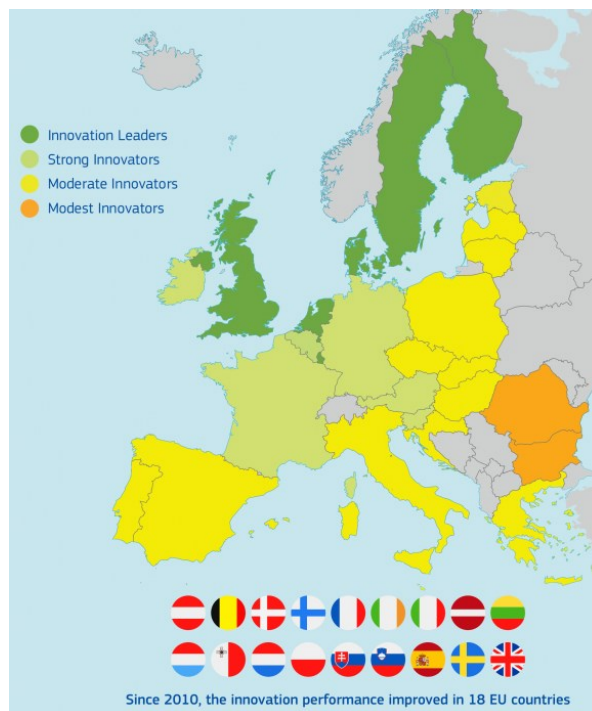 Innovation Leaders
Strong Innovators
Moderate Innovators
Modest Innovators
Since 2010, the innovation performance improved in 18 EU countries